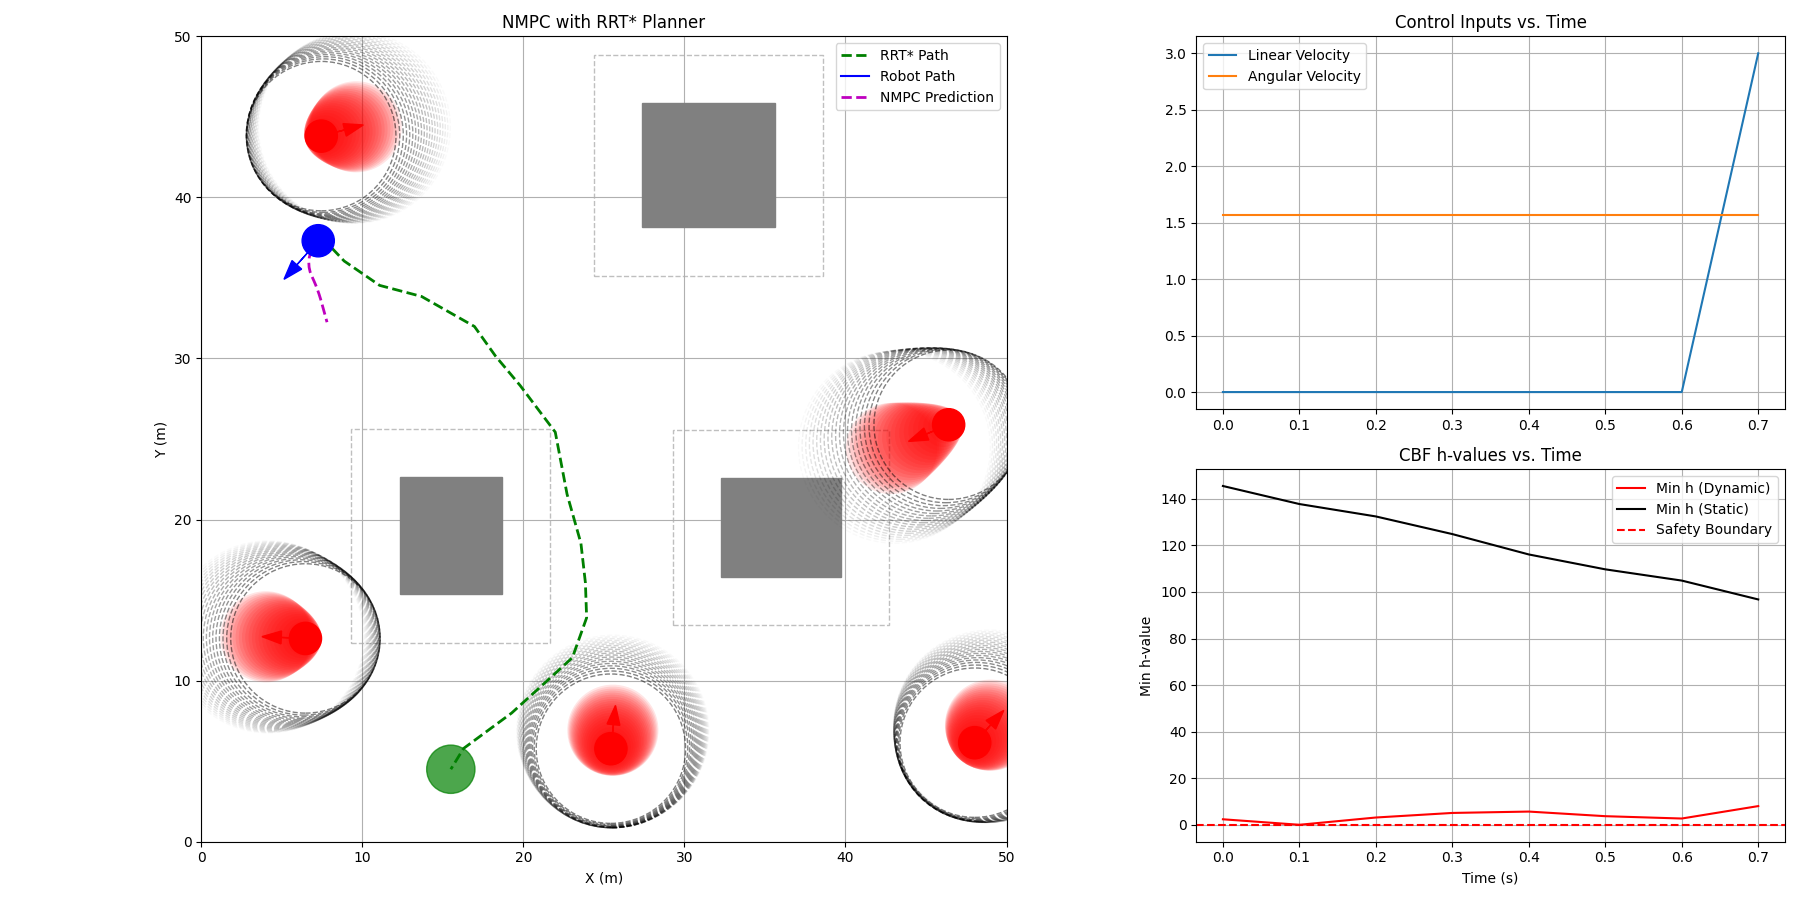 NMPC with RRT* Planner
50
40
30
20
10
0
Y (m)
0 10 20 30 40 50
X (m)
RRT* Path
Robot Path
NMPC Prediction
Control Inputs vs. Time
3.0
2.5
2.0
1.5
1.0
0.5
0.0
Linear Velocity
Angular Velocity
0.0 0.1 0.2 0.3 0.4 0.5 0.6 0.7
CBF h-values vs. Time
140
120
100
80
60
40
20
0
Min h-value
Min h (Dynamic)
Min h (Static)
Safety Boundary
0.0 0.1 0.2 0.3 0.4 0.5 0.6 0.7
Time (s)